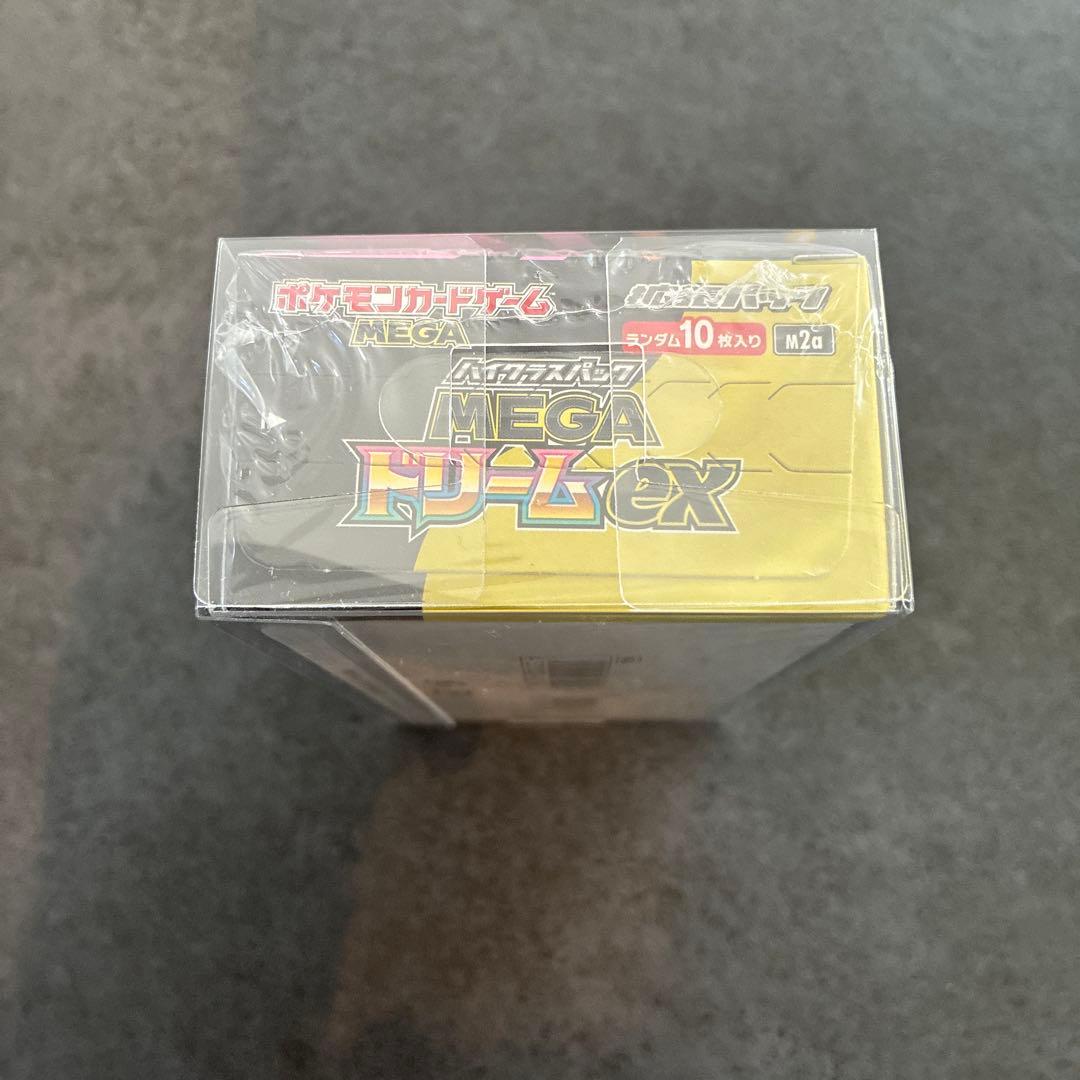 ポケモンカードゲーム
MEGA
拡張パック
ランダム10枚入り
M2a
ハイクラスパック
MEGA
ドリームex